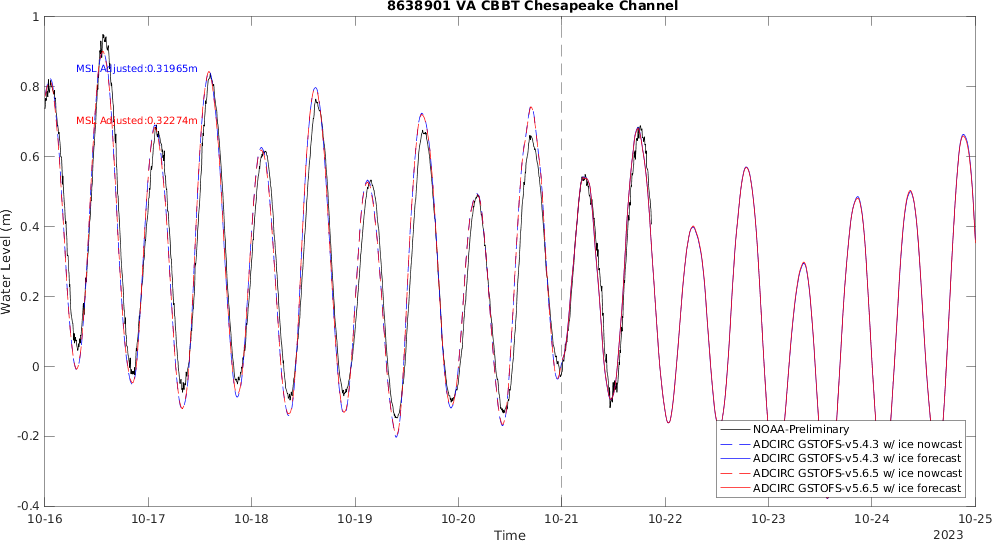 8638901 VA CBBT Chesapeake Channel
1
0.8
0.6
0.4
0.2
0
-0.2
-0.4
Water Level (m)
MSL Adjusted:0.31965m
MSL Adjusted:0.32274m
NOAA-Preliminary
ADCIRC GSTOFS-v5.4.3 w/ ice nowcast
ADCIRC GSTOFS-v5.4.3 w/ ice forecast
ADCIRC GSTOFS-v5.6.5 w/ ice nowcast
ADCIRC GSTOFS-v5.6.5 w/ ice forecast
10-16 10-17 10-18 10-19 10-20 10-21 10-22 10-23 10-24 10-25
Time
2023